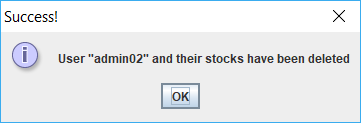 Success!
User "admin02" and their stocks have been deleted
OK